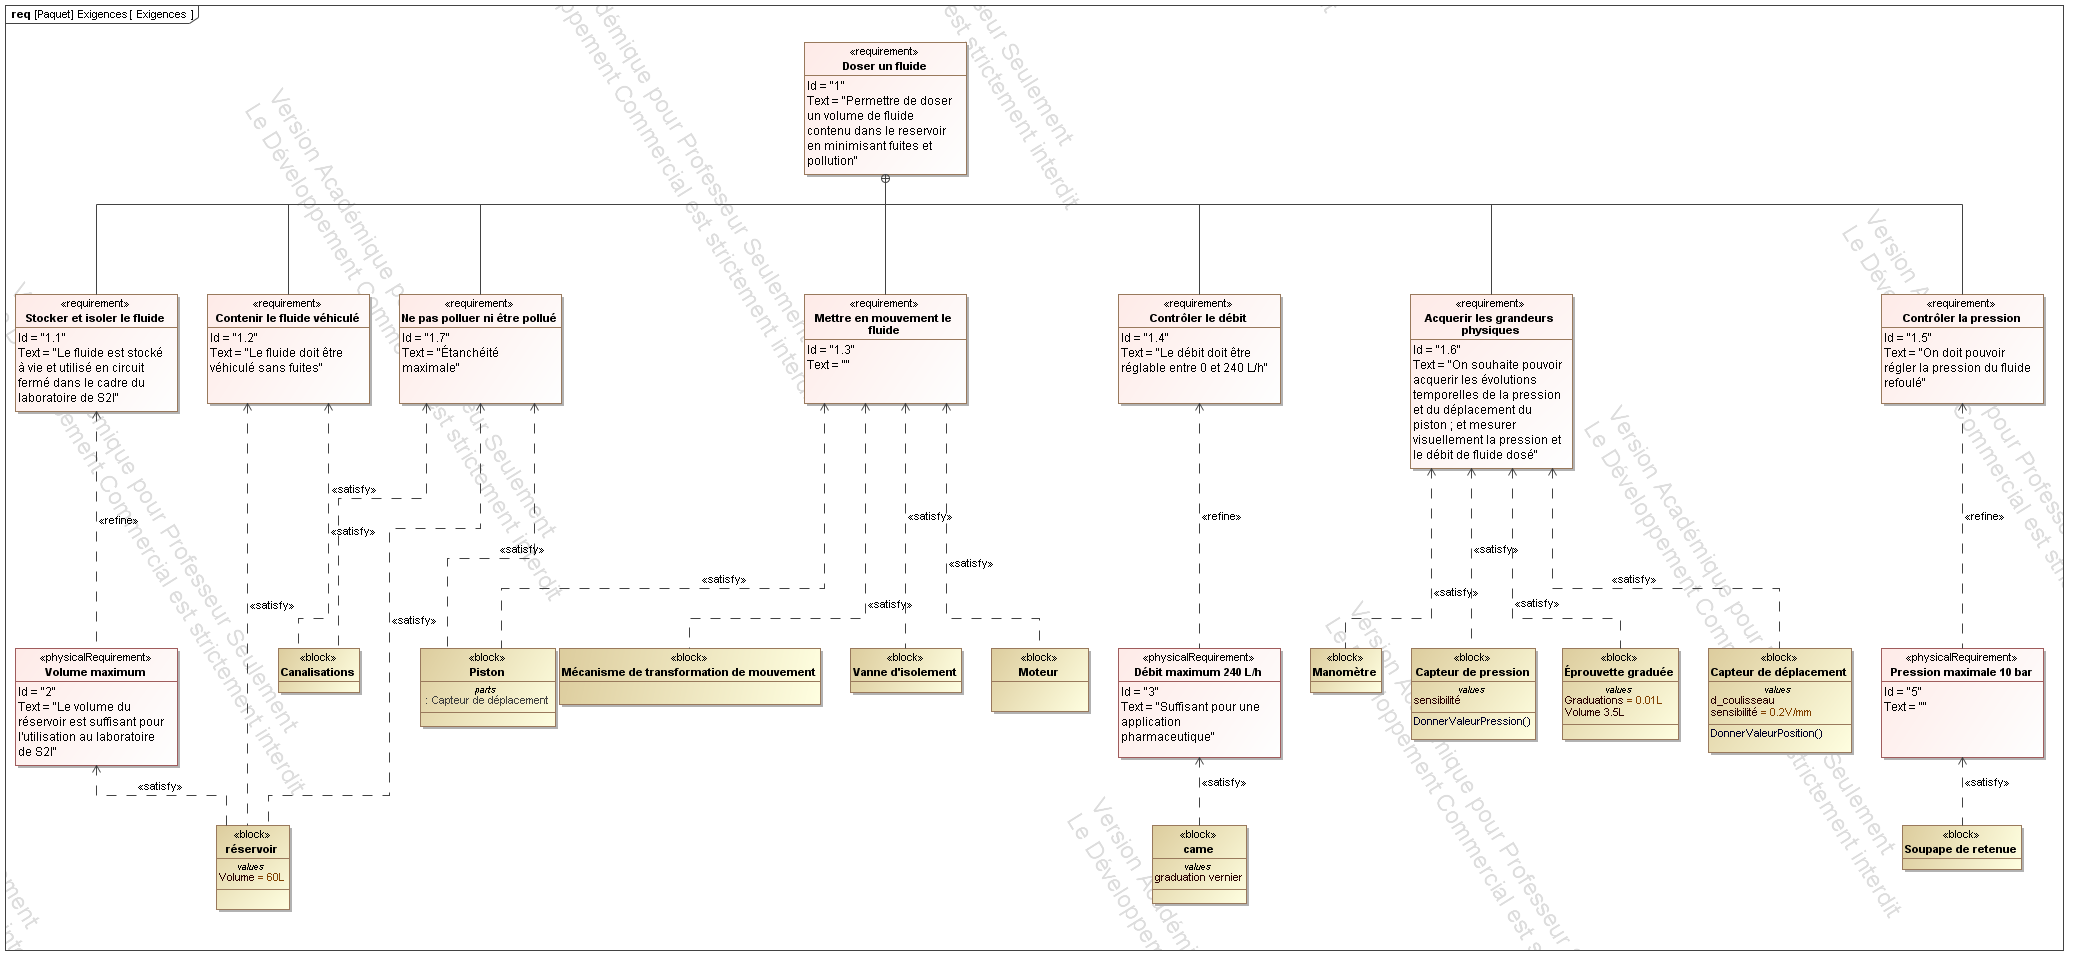 req [Paquet] Exigences [ Exigences ]
«requirement»
Doser un fluide
Id = "1"
Text = "Permettre de doser
un volume de fluide
contenu dans le reservoir
en minimisant fuites et
pollution"
«requirement»
Stocker et isoler le fluide
Id = "1.1"
Text = "Le fluide est stocké
à vie et utilisé en circuit
fermé dans le cadre du
laboratoire de S2I"
«requirement»
Contenir le fluide véhiculé
Id = "1.2"
Text = "Le fluide doit être
véhiculé sans fuites"
«requirement»
Ne pas polluer ni être pollué
Id = "1.7"
Text = "Étanchéité
maximale"
«requirement»
Mettre en mouvement le
fluide
Id = "1.3"
Text = ""
«requirement»
Contrôler le débit
Id = "1.4"
Text = "Le débit doit être
réglable entre 0 et 240 L/h"
«requirement»
Acquerir les grandeurs
physiques
Id = "1.6"
Text = "On souhaite pouvoir
acquerir les évolutions
temporelles de la pression
et du déplacement du
piston ; et mesurer
visuellement la pression et
le débit de fluide dosé"
«requirement»
Contrôler la pression
Id = "1.5"
Text = "On doit pouvoir
régler la pression du fluide
refoulé"
«refine»
«satisfy»
«satisfy»
«satisfy»
«satisfy»
«satisfy»
«satisfy»
«satisfy»
«satisfy»
«satisfy»
«satisfy»
«refine»
«satisfy»
«satisfy»
«satisfy»
«satisfy»
«refine»
«physicalRequirement»
Volume maximum
Id = "2"
Text = "Le volume du
réservoir est suffisant pour
l'utilisation au laboratoire
de S2I"
«block»
Canalisations
«block»
Piston
parts
: Capteur de déplacement
«block»
Mécanisme de transformation de mouvement
«block»
Vanne d'isolement
«block»
Moteur
«physicalRequirement»
Débit maximum 240 L/h
Id = "3"
Text = "Suffisant pour une
application
pharmaceutique"
«block»
Manomètre
«block»
Capteur de pression
values
sensibilité
DonnerValeurPression()
«block»
Éprouvette graduée
values
Graduations = 0.01L
Volume 3.5L
«block»
Capteur de déplacement
values
d_coulisseau
sensibilité = 0.2V/mm
DonnerValeurPosition()
«physicalRequirement»
Pression maximale 10 bar
Id = "5"
Text = ""
«satisfy»
«satisfy»
«satisfy»
«block»
réservoir
values
Volume = 60L
«block»
came
values
graduation vernier
«block»
Soupape de retenue
Version Académique pour Professeur Seulement
Le Développement Commercial est strictement interdit